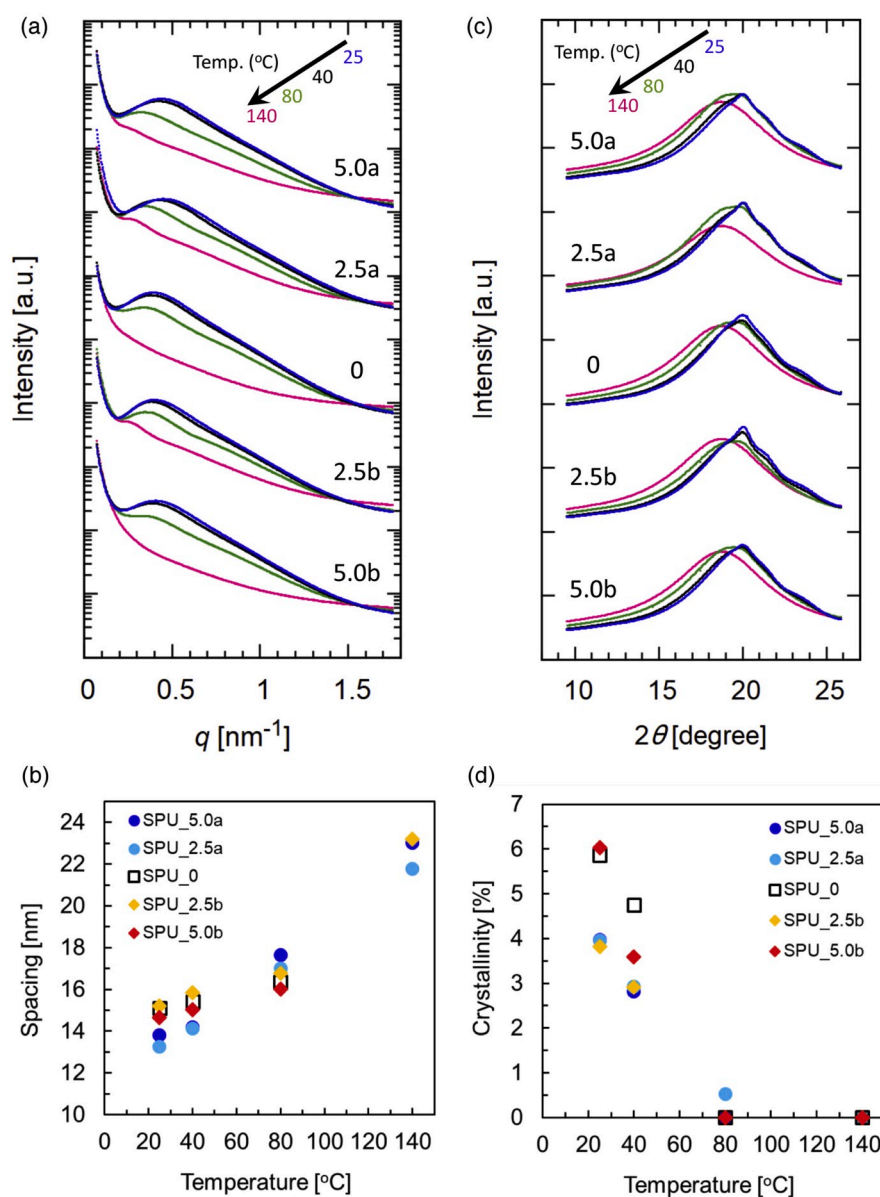 (a)
Temp. (°C)
25
40
80
140
5.0a
2.5a
0
2.5b
5.0b
Intensity [a.u.]
0 0.5 1 1.5
q [nm⁻¹]
(c)
Temp. (°C)
25
40
80
140
5.0a
2.5a
0
2.5b
5.0b
Intensity [a.u.]
10 15 20 25
2θ [degree]
(b)
24
22
20
18
16
14
12
10
SPU_5.0a
SPU_2.5a
SPU_0
SPU_2.5b
SPU_5.0b
Spacing [nm]
0 20 40 60 80 100 120 140
Temperature [°C]
(d)
7
6
5
4
3
2
1
0
SPU_5.0a
SPU_2.5a
SPU_0
SPU_2.5b
SPU_5.0b
Crystallinity [%]
0 20 40 60 80 100 120 140
Temperature [°C]